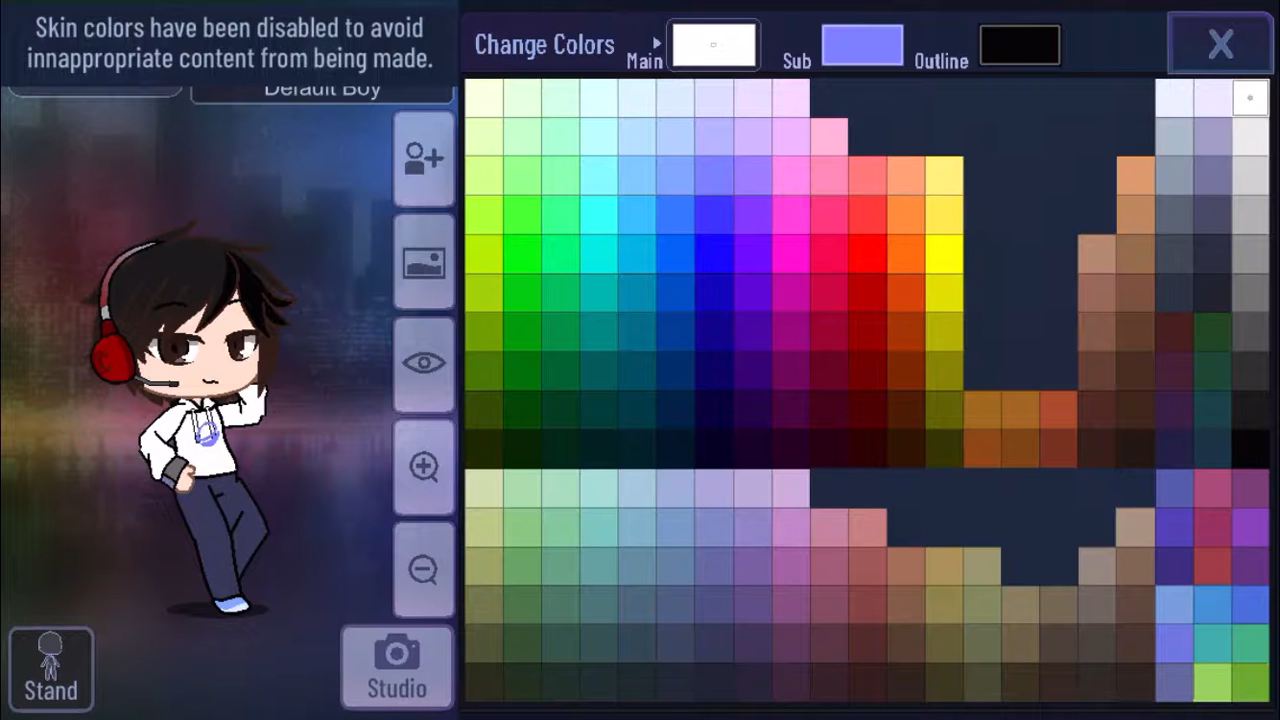 Skin colors have been disabled to avoid
innappropriate content from being made.
Default Boy
Change Colors
Main
Sub
Outline
X
Stand
Studio